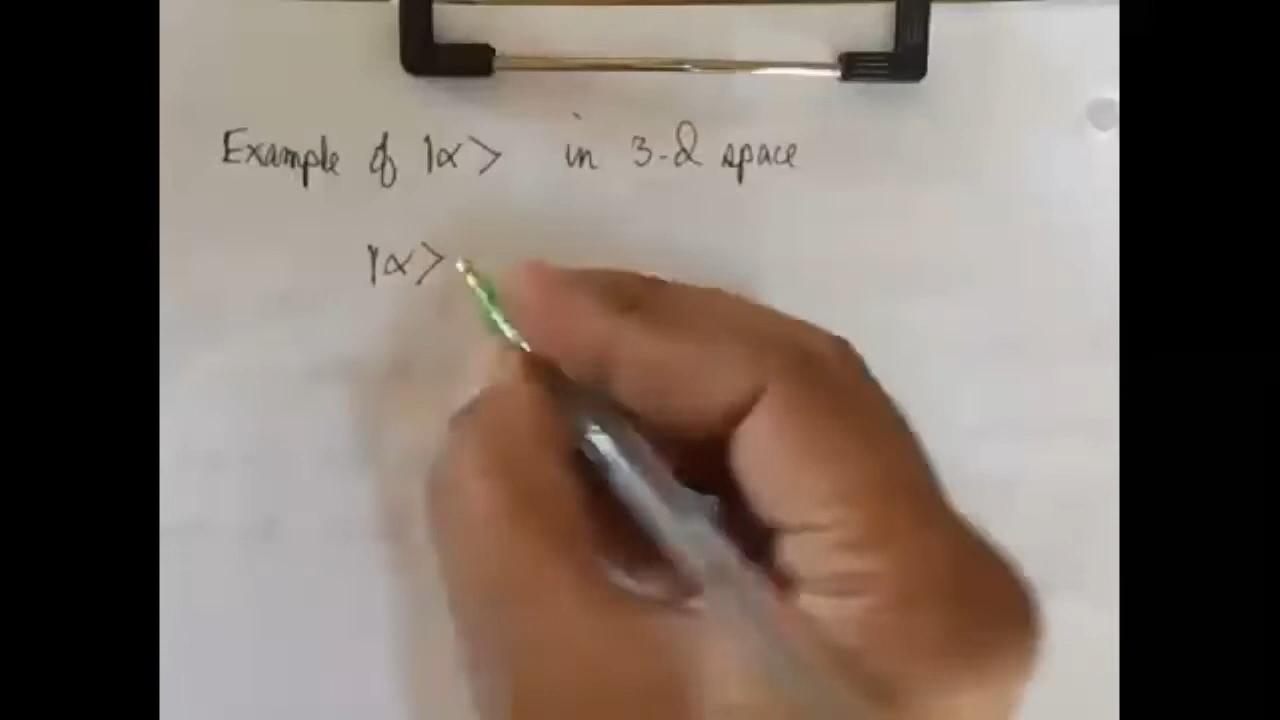 Example of |α> in 3-d space
|α>